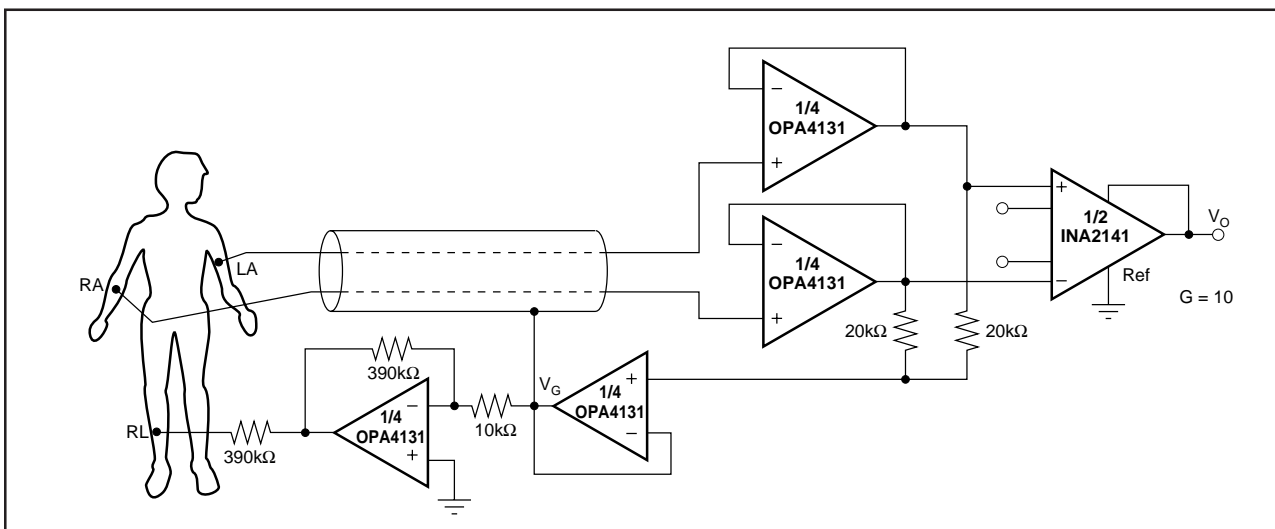 −
1/4
OPA4131
+
−
1/4
OPA4131
+
+
1/2
INA2141
−
V_O
Ref
G = 10
LA
RA
20kΩ
20kΩ
390kΩ
V_G
+
1/4
OPA4131
−
10kΩ
−
1/4
OPA4131
+
RL
390kΩ